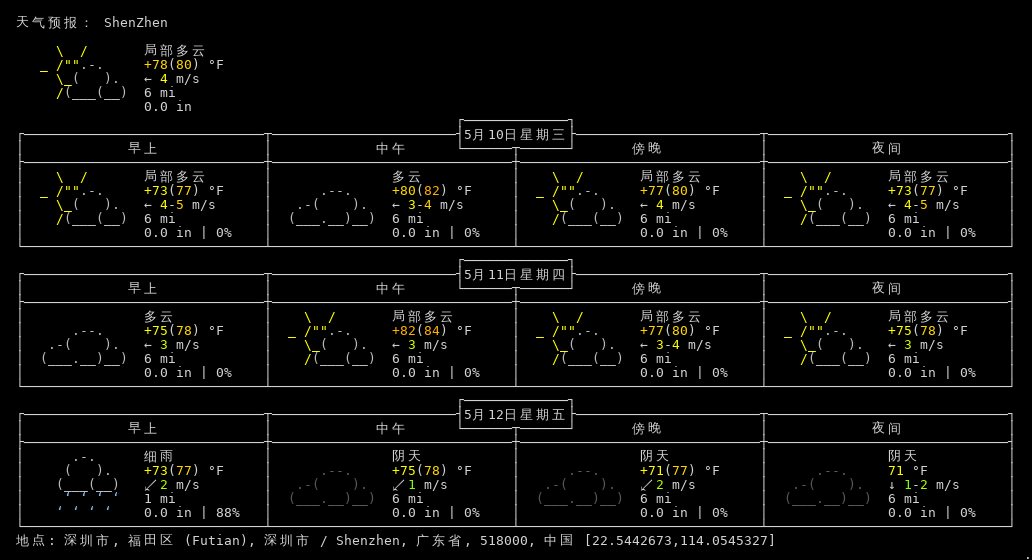 天气预报： ShenZhen
局部多云
+78(80) °F
← 4 m/s
6 mi
0.0 in
5月10日星期三
早上 中午 傍晚 夜间
局部多云 多云 局部多云 局部多云
+73(77) °F +80(82) °F +77(80) °F +73(77) °F
← 4-5 m/s ← 3-4 m/s ← 4 m/s ← 4-5 m/s
6 mi 6 mi 6 mi 6 mi
0.0 in | 0% 0.0 in | 0% 0.0 in | 0% 0.0 in | 0%
5月11日星期四
早上 中午 傍晚 夜间
多云 局部多云 局部多云 局部多云
+75(78) °F +82(84) °F +77(80) °F +75(78) °F
← 3 m/s ← 3 m/s ← 3-4 m/s ← 3 m/s
6 mi 6 mi 6 mi 6 mi
0.0 in | 0% 0.0 in | 0% 0.0 in | 0% 0.0 in | 0%
5月12日星期五
早上 中午 傍晚 夜间
细雨 阴天 阴天 阴天
+73(77) °F +75(78) °F +71(77) °F 71 °F
↙ 2 m/s ↙ 1 m/s ↙ 2 m/s ↓ 1-2 m/s
1 mi 6 mi 6 mi 6 mi
0.0 in | 88% 0.0 in | 0% 0.0 in | 0% 0.0 in | 0%
地点: 深圳市, 福田区 (Futian), 深圳市 / Shenzhen, 广东省, 518000, 中国 [22.5442673,114.0545327]